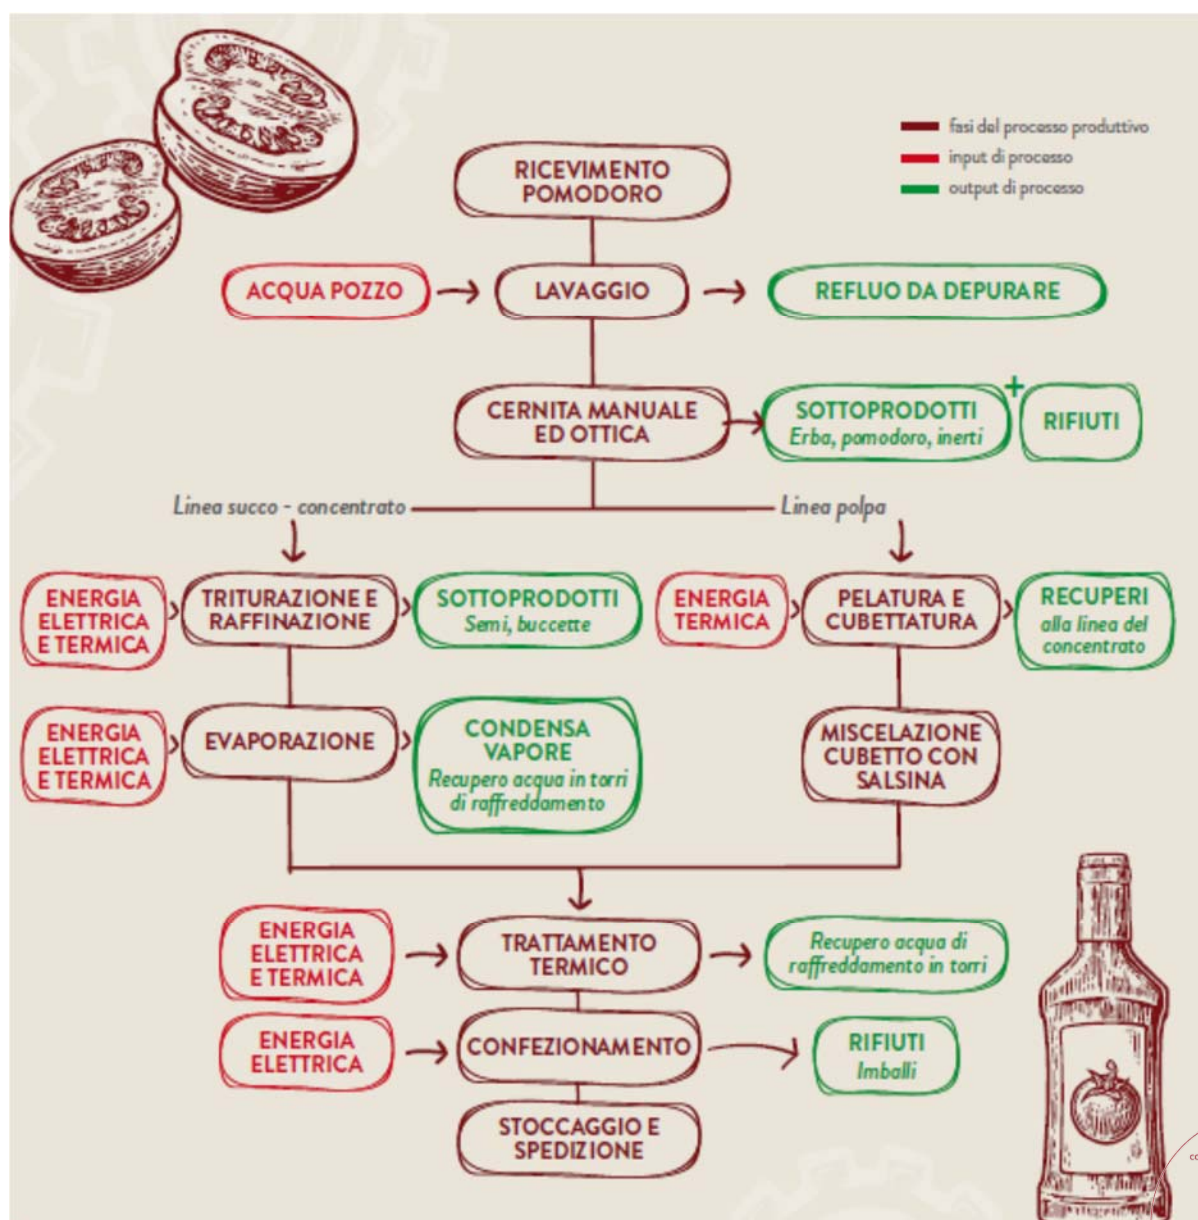 fasi del processo produttivo
input di processo
output di processo
RICEVIMENTO
POMODORO
ACQUA POZZO
LAVAGGIO
REFLUO DA DEPURARE
CERNITA MANUALE
ED OTTICA
SOTTOPRODOTTI
Erba, pomodoro, inerti
+
RIFIUTI
Linea succo - concentrato
Linea polpa
ENERGIA
ELETTRICA
E TERMICA
TRITURAZIONE E
RAFFINAZIONE
SOTTOPRODOTTI
Semi, buccette
ENERGIA
TERMICA
PELATURA E
CUBETTATURA
RECUPERI
alla linea del
concentrato
ENERGIA
ELETTRICA
E TERMICA
EVAPORAZIONE
CONDENSA
VAPORE
Recupero acqua in torri
di raffreddamento
MISCELAZIONE
CUBETTO CON
SALSINA
ENERGIA
ELETTRICA
E TERMICA
TRATTAMENTO
TERMICO
Recupero acqua di
raffreddamento in torri
ENERGIA
ELETTRICA
CONFEZIONAMENTO
RIFIUTI
Imballi
STOCCAGGIO E
SPEDIZIONE